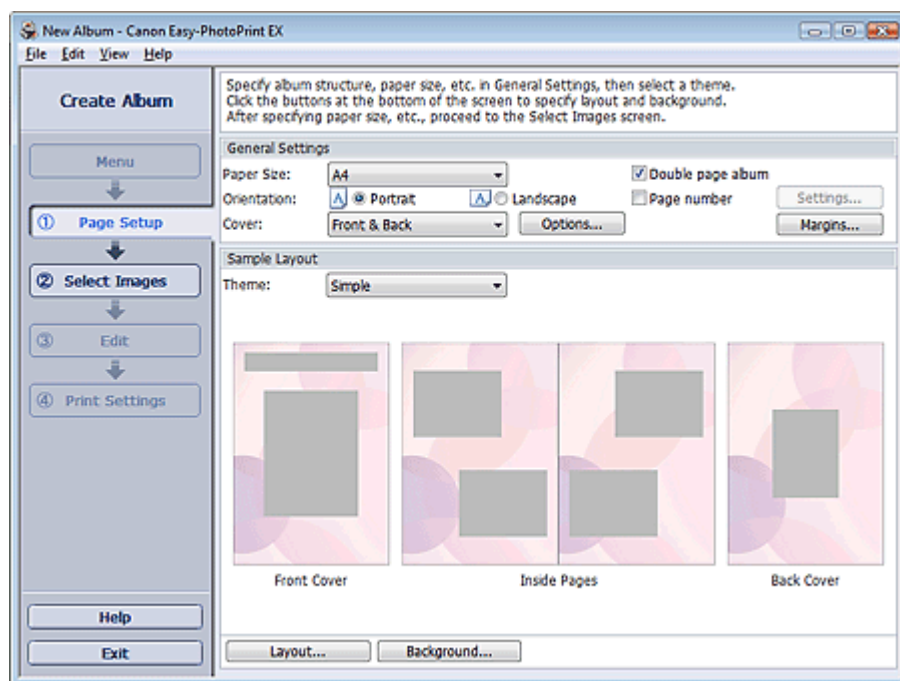 New Album - Canon Easy-PhotoPrint EX
File Edit View Help
Create Album
Menu
① Page Setup
② Select Images
③ Edit
④ Print Settings
Help
Exit
Specify album structure, paper size, etc. in General Settings, then select a theme.
Click the buttons at the bottom of the screen to specify layout and background.
After specifying paper size, etc., proceed to the Select Images screen.
General Settings
Paper Size: A4 Double page album
Orientation: A Portrait A Landscape Page number Settings...
Cover: Front & Back Options... Margins...
Sample Layout
Theme: Simple
Front Cover Inside Pages Back Cover
Layout... Background...